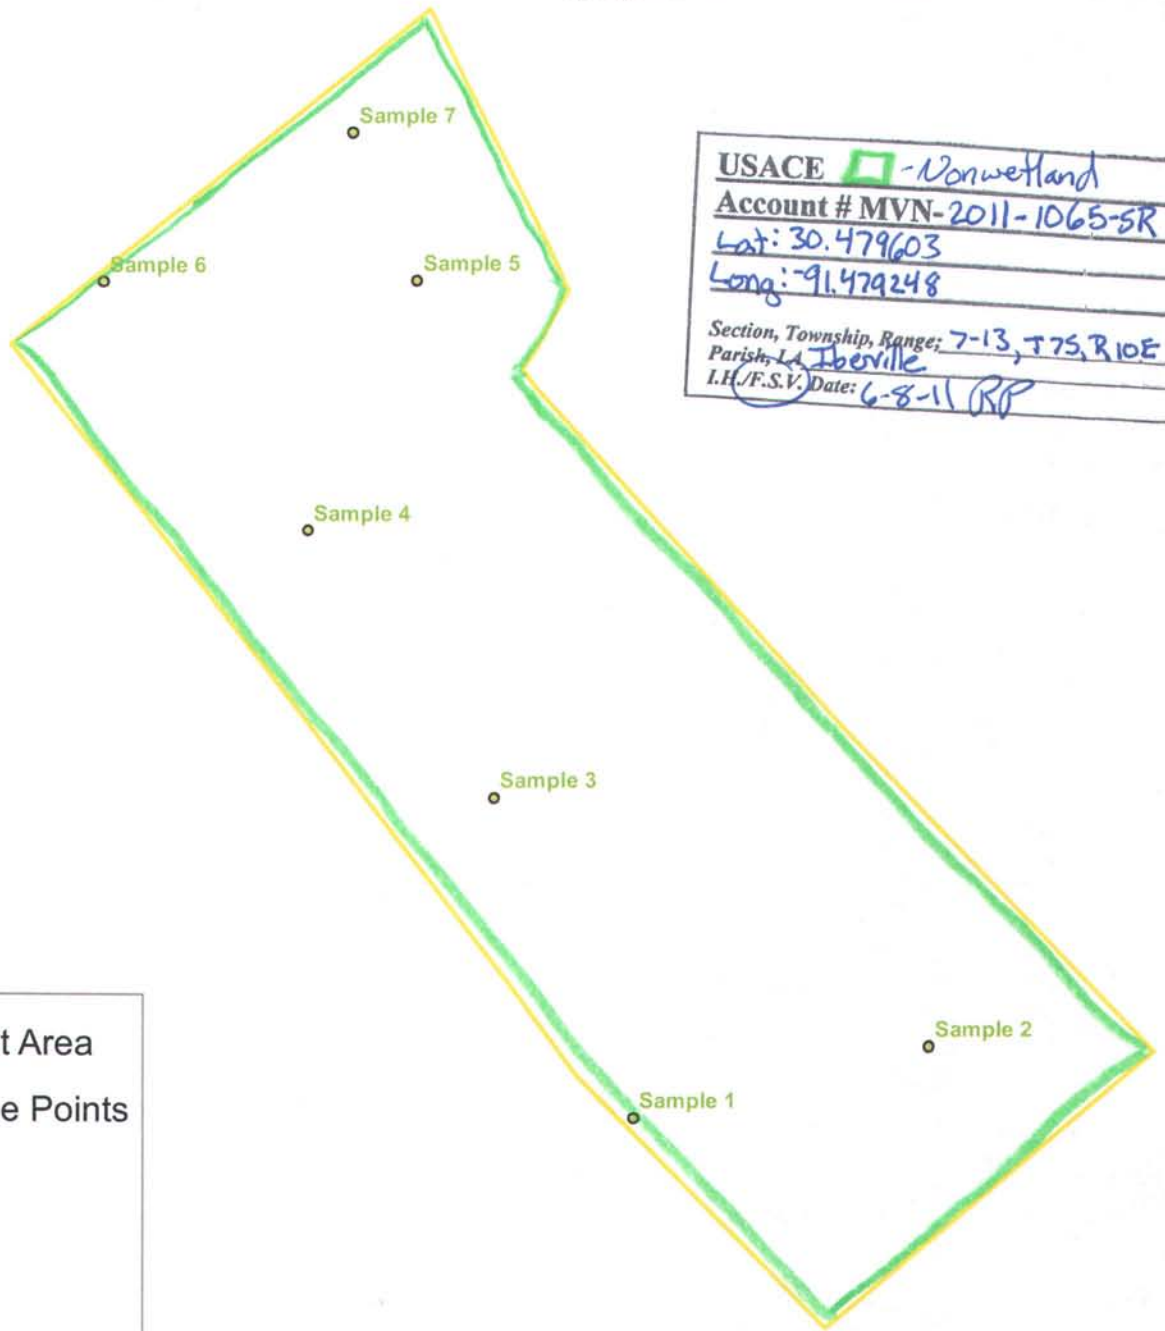 Sample 7
USACE - Nonwetland
Account # MVN-2011-1065-SR
Lat: 30.479603
Long: -91.479248
Section, Township, Range; 7-13, T7S, R10E
Parish, LA Iberville
I.H./F.S.V. Date: 6-8-11 RP
Sample 6
Sample 5
Sample 4
Sample 3
Sample 2
Sample 1
t Area
e Points